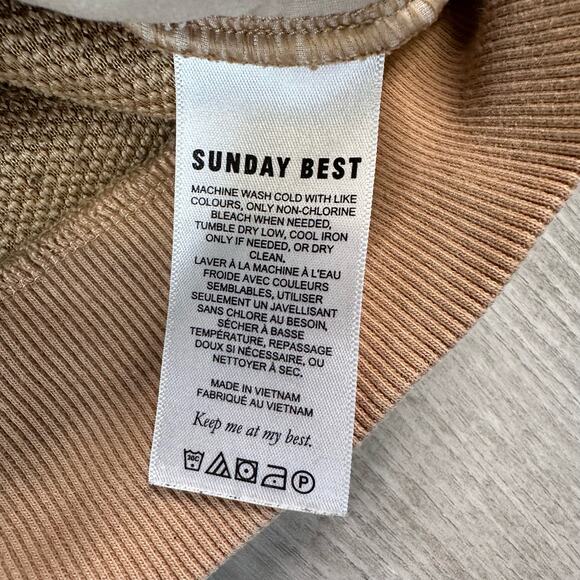 SUNDAY BEST
MACHINE WASH COLD WITH LIKE
COLOURS, ONLY NON-CHLORINE
BLEACH WHEN NEEDED,
TUMBLE DRY LOW, COOL IRON
ONLY IF NEEDED, OR DRY
CLEAN.
LAVER À LA MACHINE À L'EAU
FROIDE AVEC COULEURS
SEMBLABLES, UTILISER
SEULEMENT UN JAVELLISANT
SANS CHLORE AU BESOIN,
SÉCHER À BASSE
TEMPÉRATURE, REPASSAGE
DOUX SI NÉCESSAIRE, OU
NETTOYER À SEC.
MADE IN VIETNAM
FABRIQUÉ AU VIETNAM
Keep me at my best.
30C P